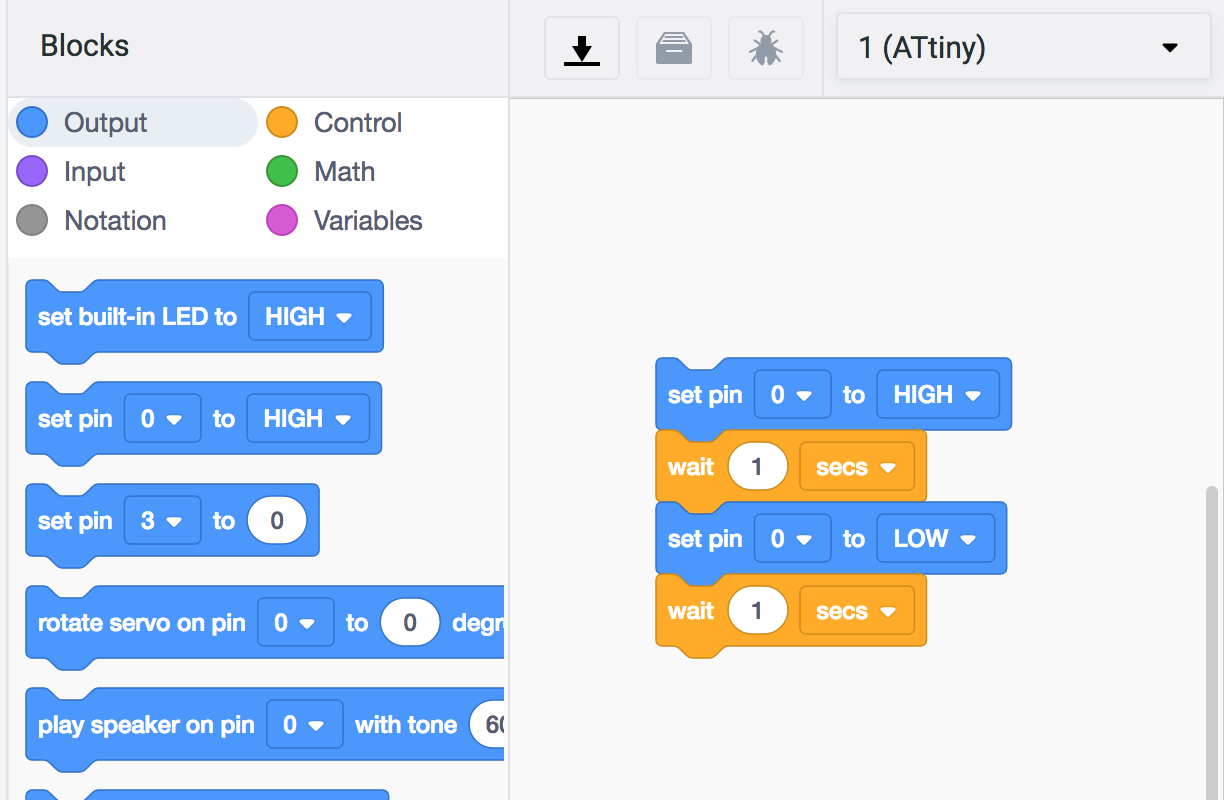 Blocks
1 (ATtiny)
Output
Control
Input
Math
Notation
Variables
set built-in LED to HIGH
set pin 0 to HIGH
set pin 3 to 0
rotate servo on pin 0 to 0 degr
play speaker on pin 0 with tone 60
set pin 0 to HIGH
wait 1 secs
set pin 0 to LOW
wait 1 secs